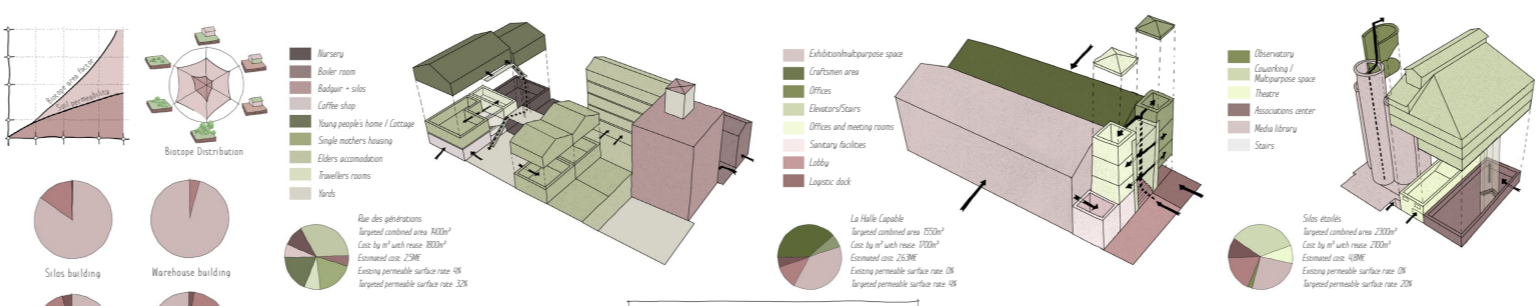 Biotope area factor
Soil permeability
Biotope Distribution
Silos building
Warehouse building
Nursery
Boiler room
Badguir + silos
Coffee shop
Young people's home / Cottage
Single mothers housing
Elders accomodation
Travellers rooms
Yards
Rue des générations
Targeted combined area 1400m²
Cost by m² with reuse 1800m²
Estimated cost 2.5M€
Existing permeable surface rate 4%
Targeted permeable surface rate 32%
Exhibition/multipurpose space
Craftsmen area
Offices
Elevators/Stairs
Offices and meeting rooms
Sanitary facilities
Lobby
Logistic dock
La Halle Capable
Targeted combined area 1550m²
Cost by m² with reuse 1700m²
Estimated cost 2.63M€
Existing permeable surface rate 0%
Targeted permeable surface rate 4%
Observatory
Coworking /
Multipurpose space
Theatre
Associations center
Media library
Stairs
Silos étoilés
Targeted combined area 2300m²
Cost by m² with reuse 2100m²
Estimated cost 4.8M€
Existing permeable surface rate 0%
Targeted permeable surface rate 20%